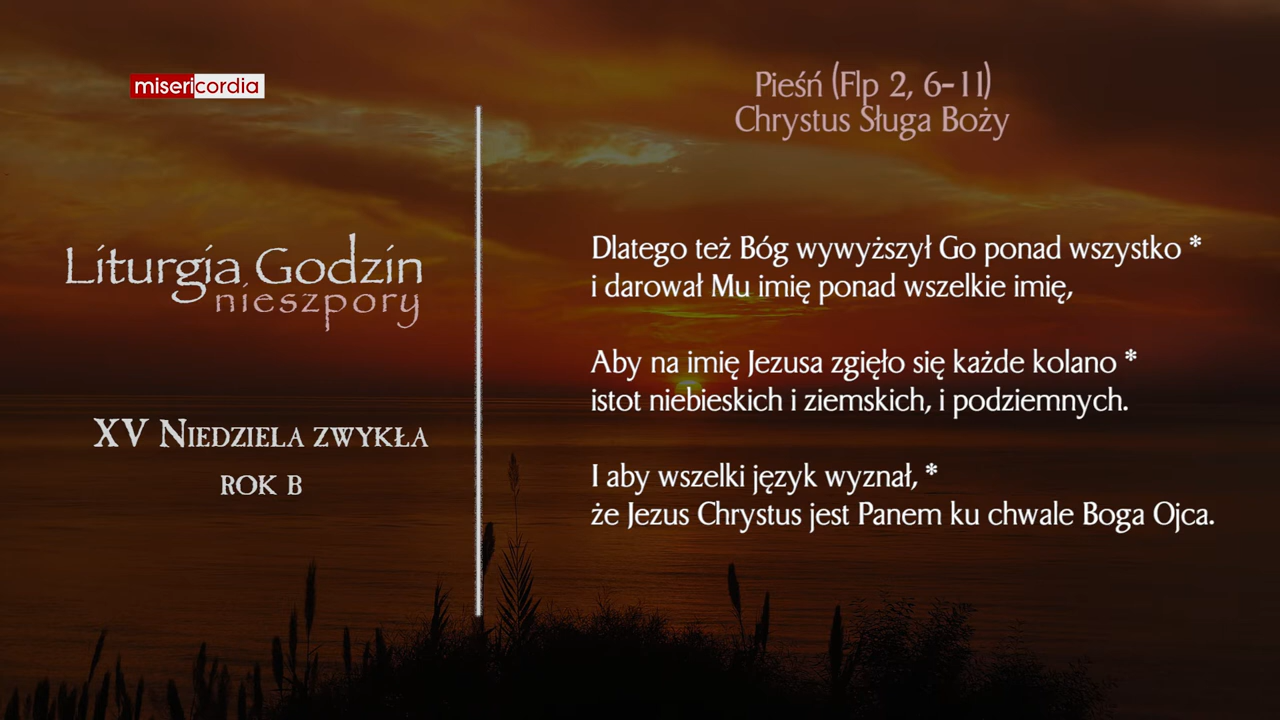 misericordia
Liturgia Godzin
nieszpory
XV Niedziela zwykła
rok B
Pieśń (Flp 2, 6-11)
Chrystus Sługa Boży
Dlatego też Bóg wywyższył Go ponad wszystko *
i darował Mu imię ponad wszelkie imię,
Aby na imię Jezusa zgięło się każde kolano *
istot niebieskich i ziemskich, i podziemnych.
I aby wszelki język wyznał, *
że Jezus Chrystus jest Panem ku chwale Boga Ojca.